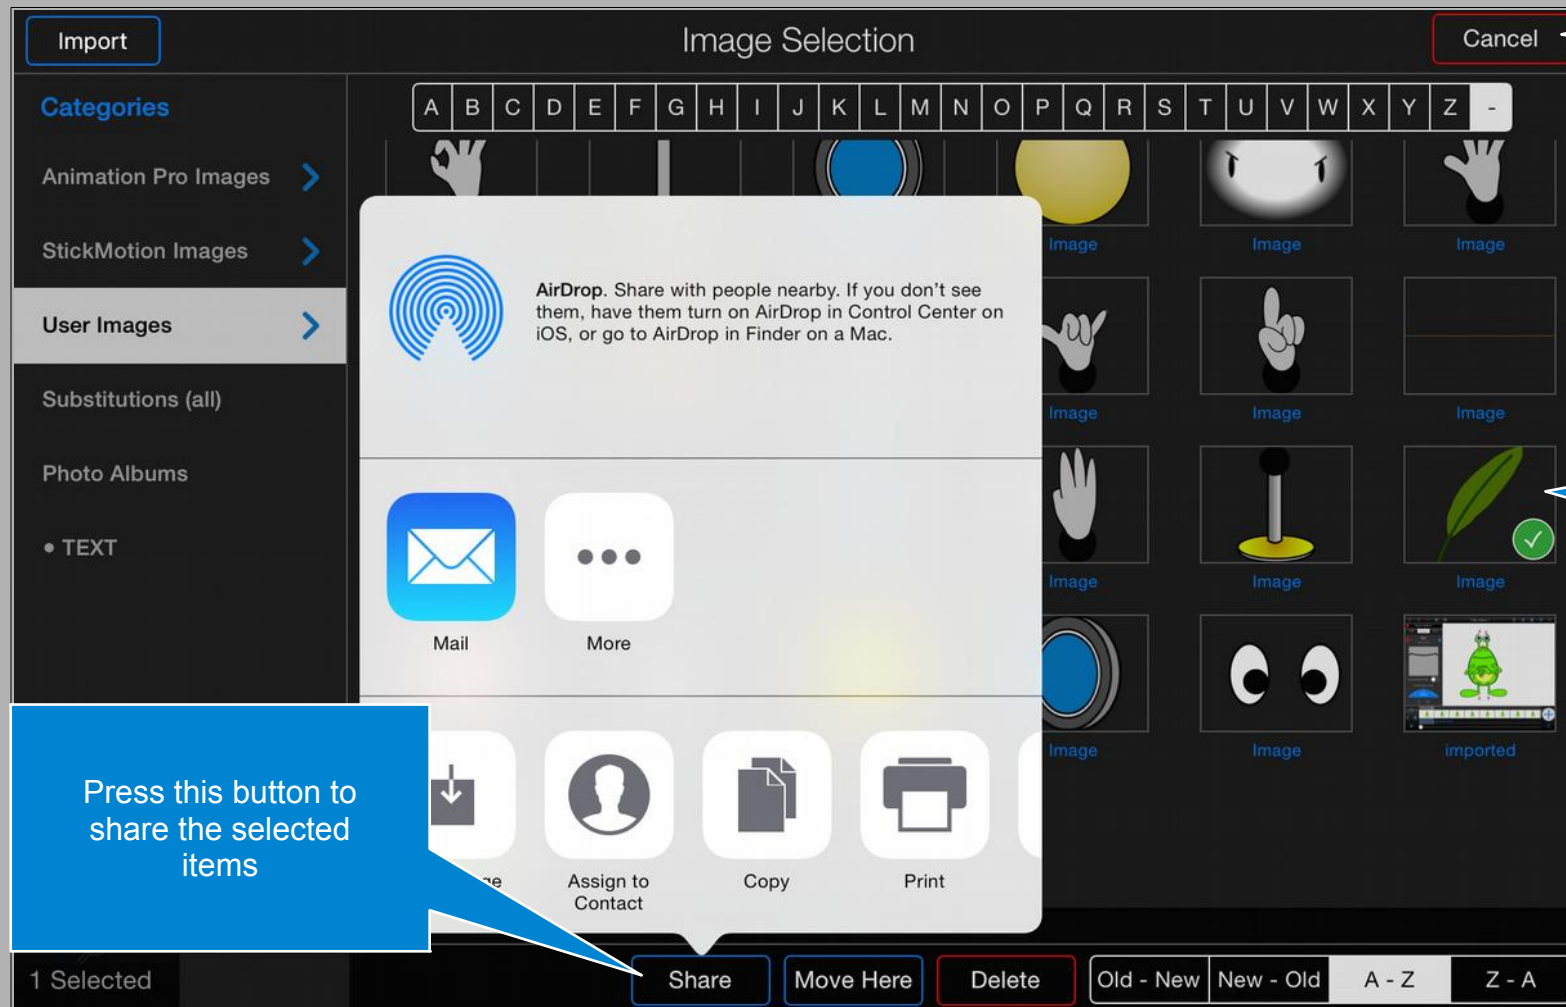 Import
Image Selection
Cancel
Categories
A B C D E F G H I J K L M N O P Q R S T U V W X Y Z -
Animation Pro Images
StickMotion Images
User Images
Substitutions (all)
Photo Albums
• TEXT
Image Image Image
AirDrop. Share with people nearby. If you don't see
them, have them turn on AirDrop in Control Center on
iOS, or go to AirDrop in Finder on a Mac.
Image Image Image
Image Image Image
Mail
More
Image Image imported
Press this button to
share the selected
items
Assign to
Contact
Copy
Print
1 Selected
Share
Move Here
Delete
Old - New
New - Old
A - Z
Z - A